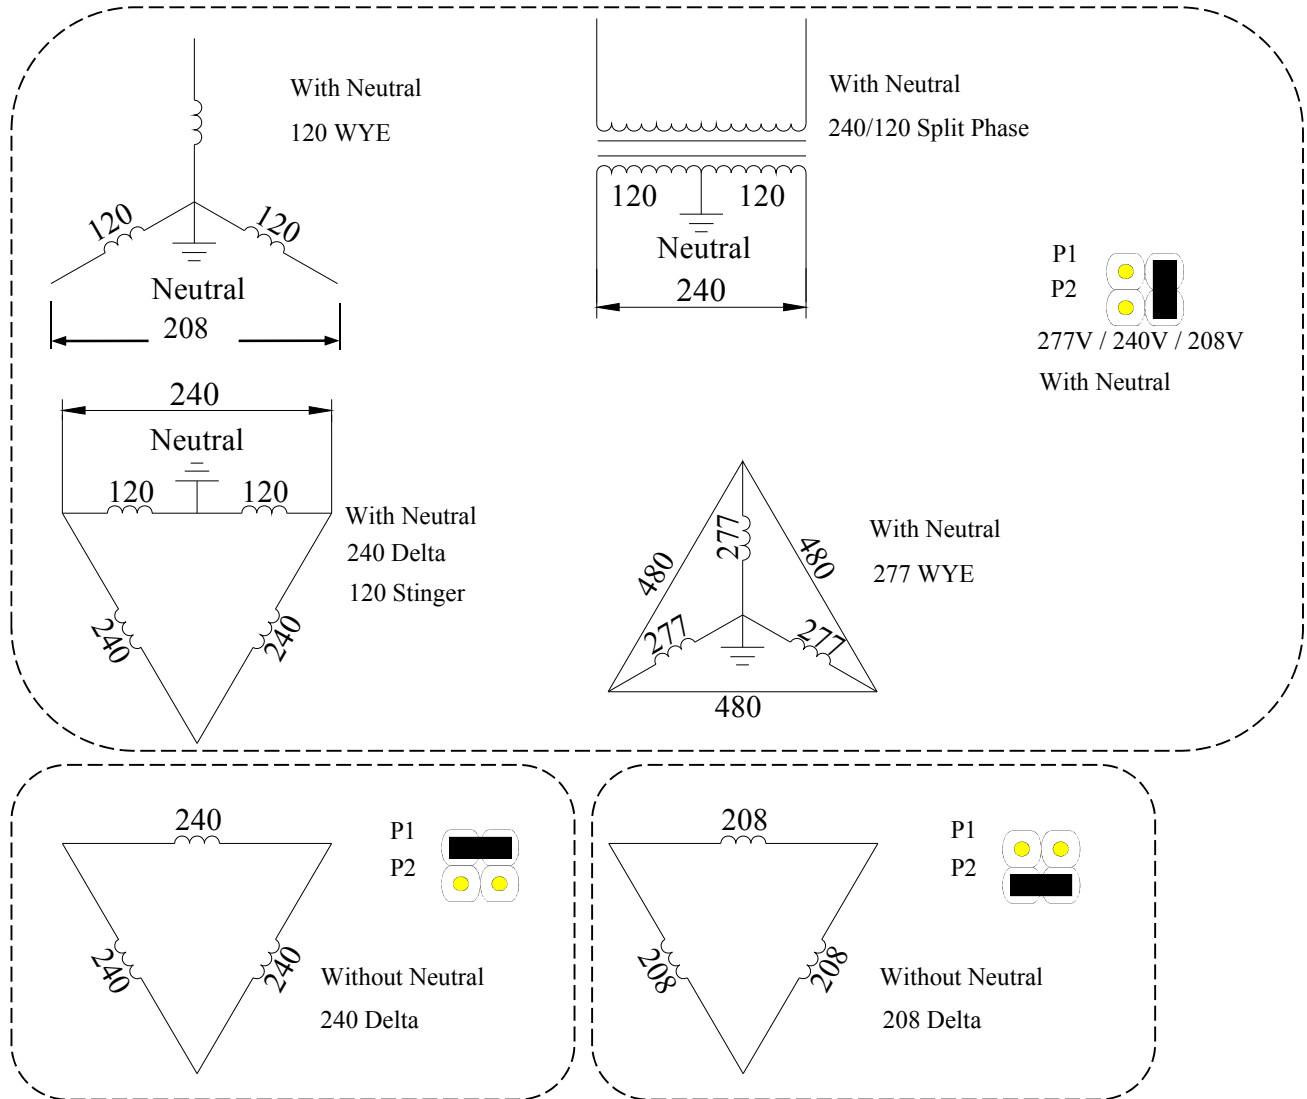 With Neutral
120 WYE
120
120
Neutral
208
With Neutral
240/120 Split Phase
120 120
Neutral
240
P1
P2
277V / 240V / 208V
With Neutral
240
Neutral
120 120
240
240
With Neutral
240 Delta
120 Stinger
277
480
480
277
277
480
With Neutral
277 WYE
240
240
240
P1
P2
Without Neutral
240 Delta
208
208
208
P1
P2
Without Neutral
208 Delta